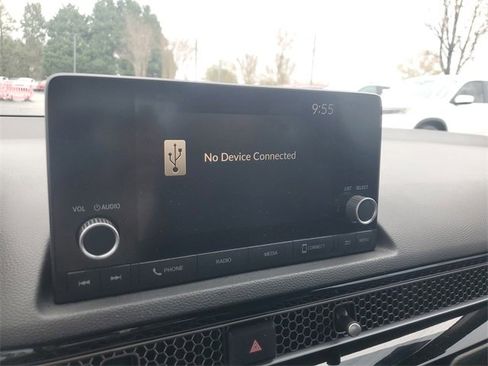 9:55
No Device Connected
VOL AUDIO
LIST SELECT
PHONE RADIO MEDIA CONNECT MENU